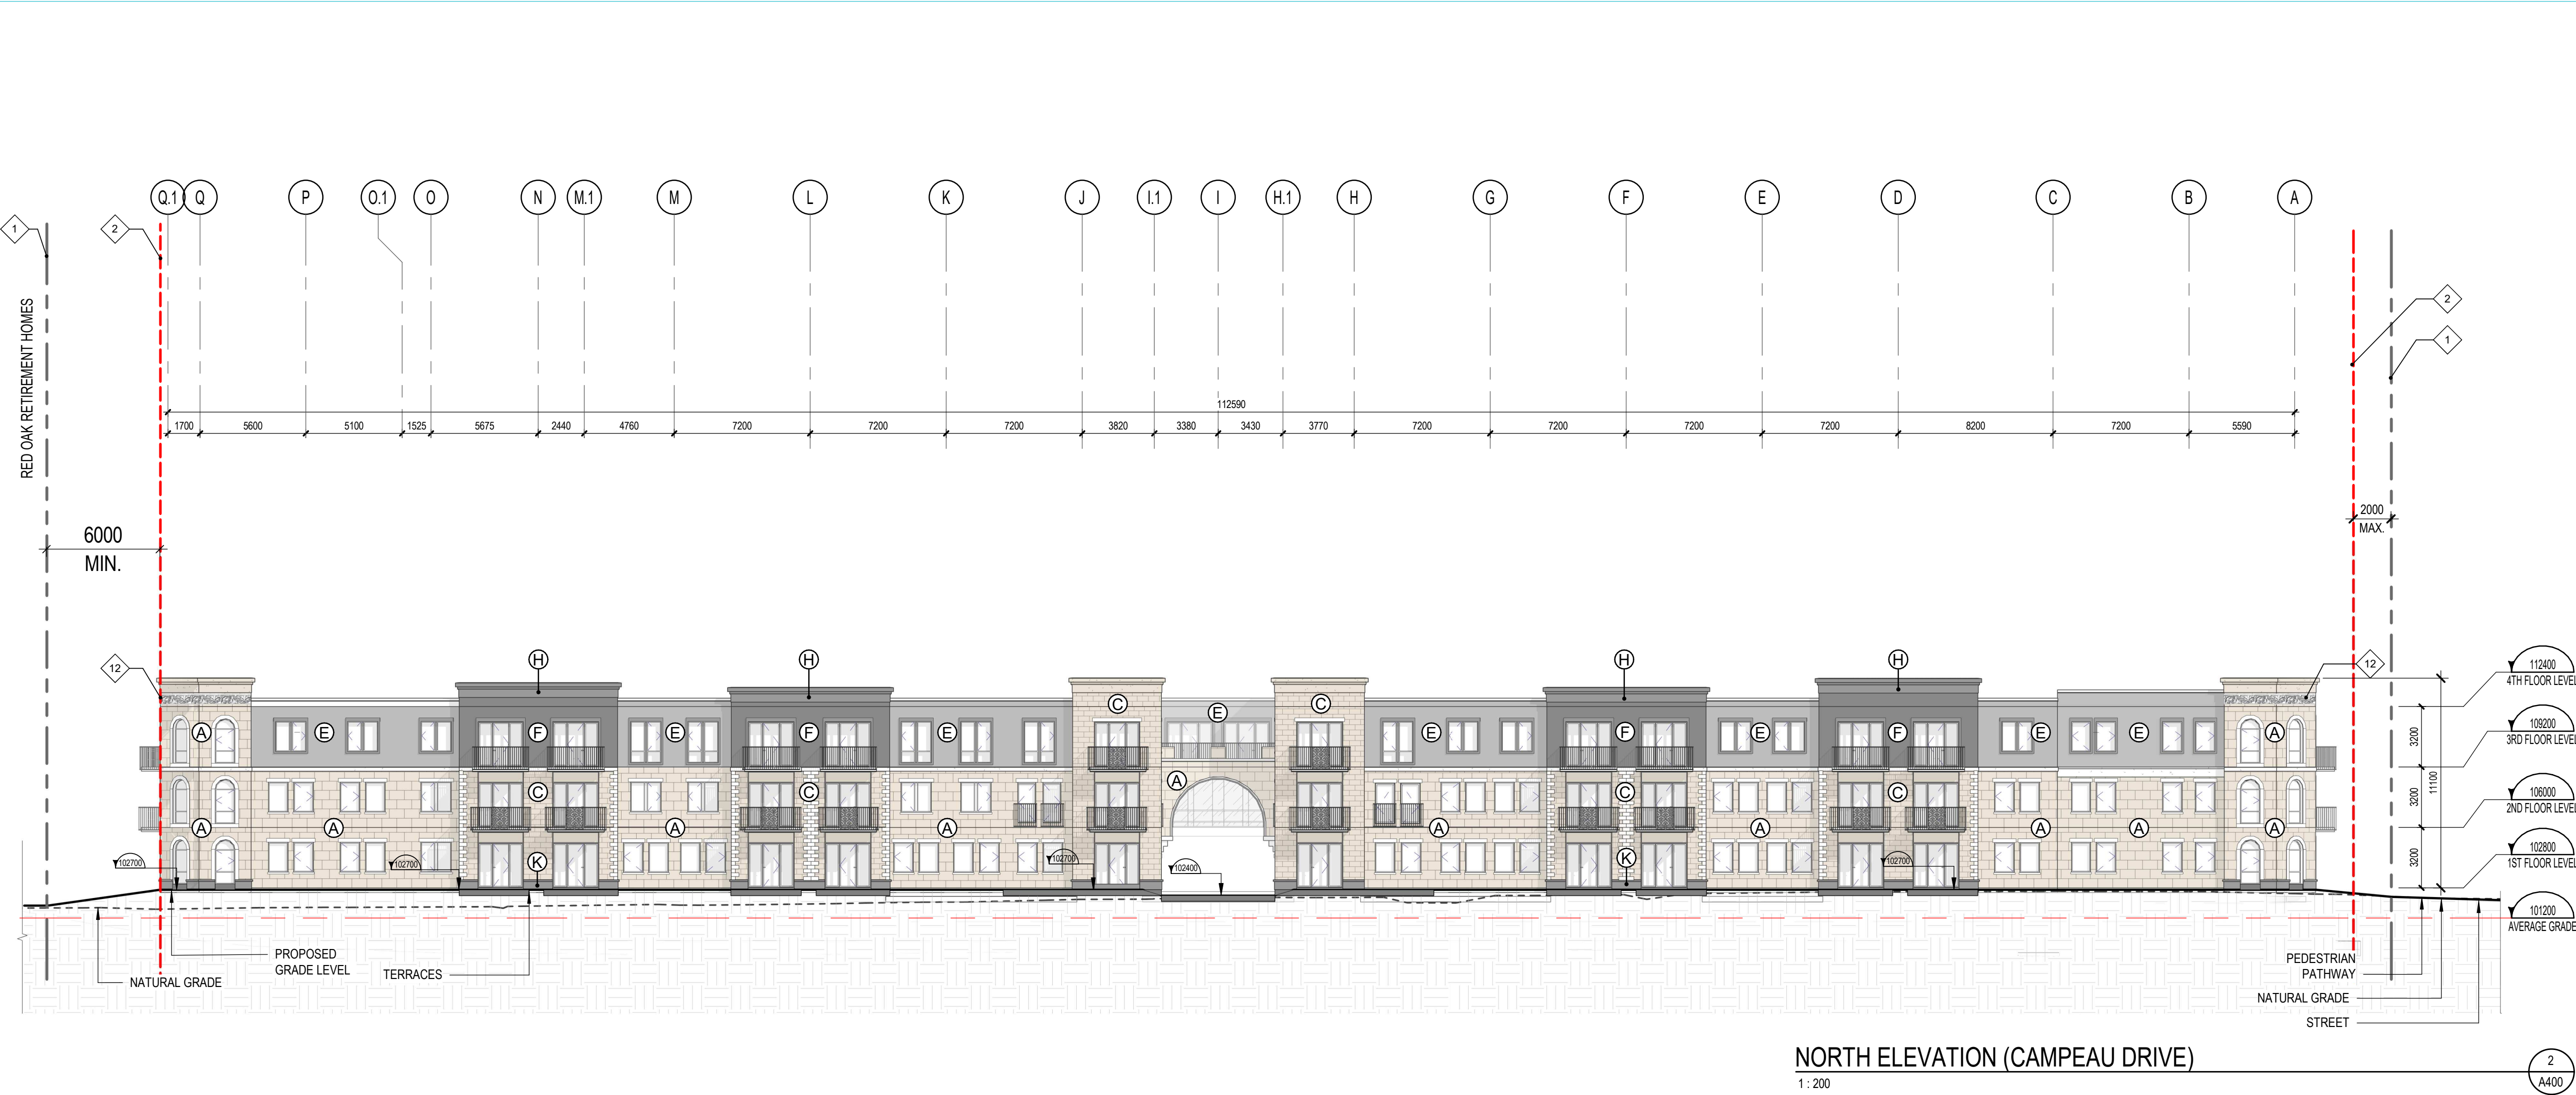 Q.1 Q P O.1 O N M.1 M L K J I.1 I H.1 H G F E D C B A
1 2
2
1
RED OAK RETIREMENT HOMES
112590
1700 5600 5100 1525 5675 2440 4760 7200 7200 7200 3820 3380 3430 3770 7200 7200 7200 7200 8200 7200 5590
6000
MIN.
2000
MAX.
12 H H H H 12
112400
4TH FLOOR LEVEL
C C E
A E F E F E E F E F E E A
109200
3RD FLOOR LEVEL
3200
A
C C C C
3200
11100
106000
2ND FLOOR LEVEL
A A A A A A A A A
102700 102700 K 102700 102400 K 102700
3200
102800
1ST FLOOR LEVEL
101200
AVERAGE GRADE
PROPOSED
GRADE LEVEL
NATURAL GRADE
TERRACES
PEDESTRIAN
PATHWAY
NATURAL GRADE
STREET
NORTH ELEVATION (CAMPEAU DRIVE)
1 : 200
2
A400